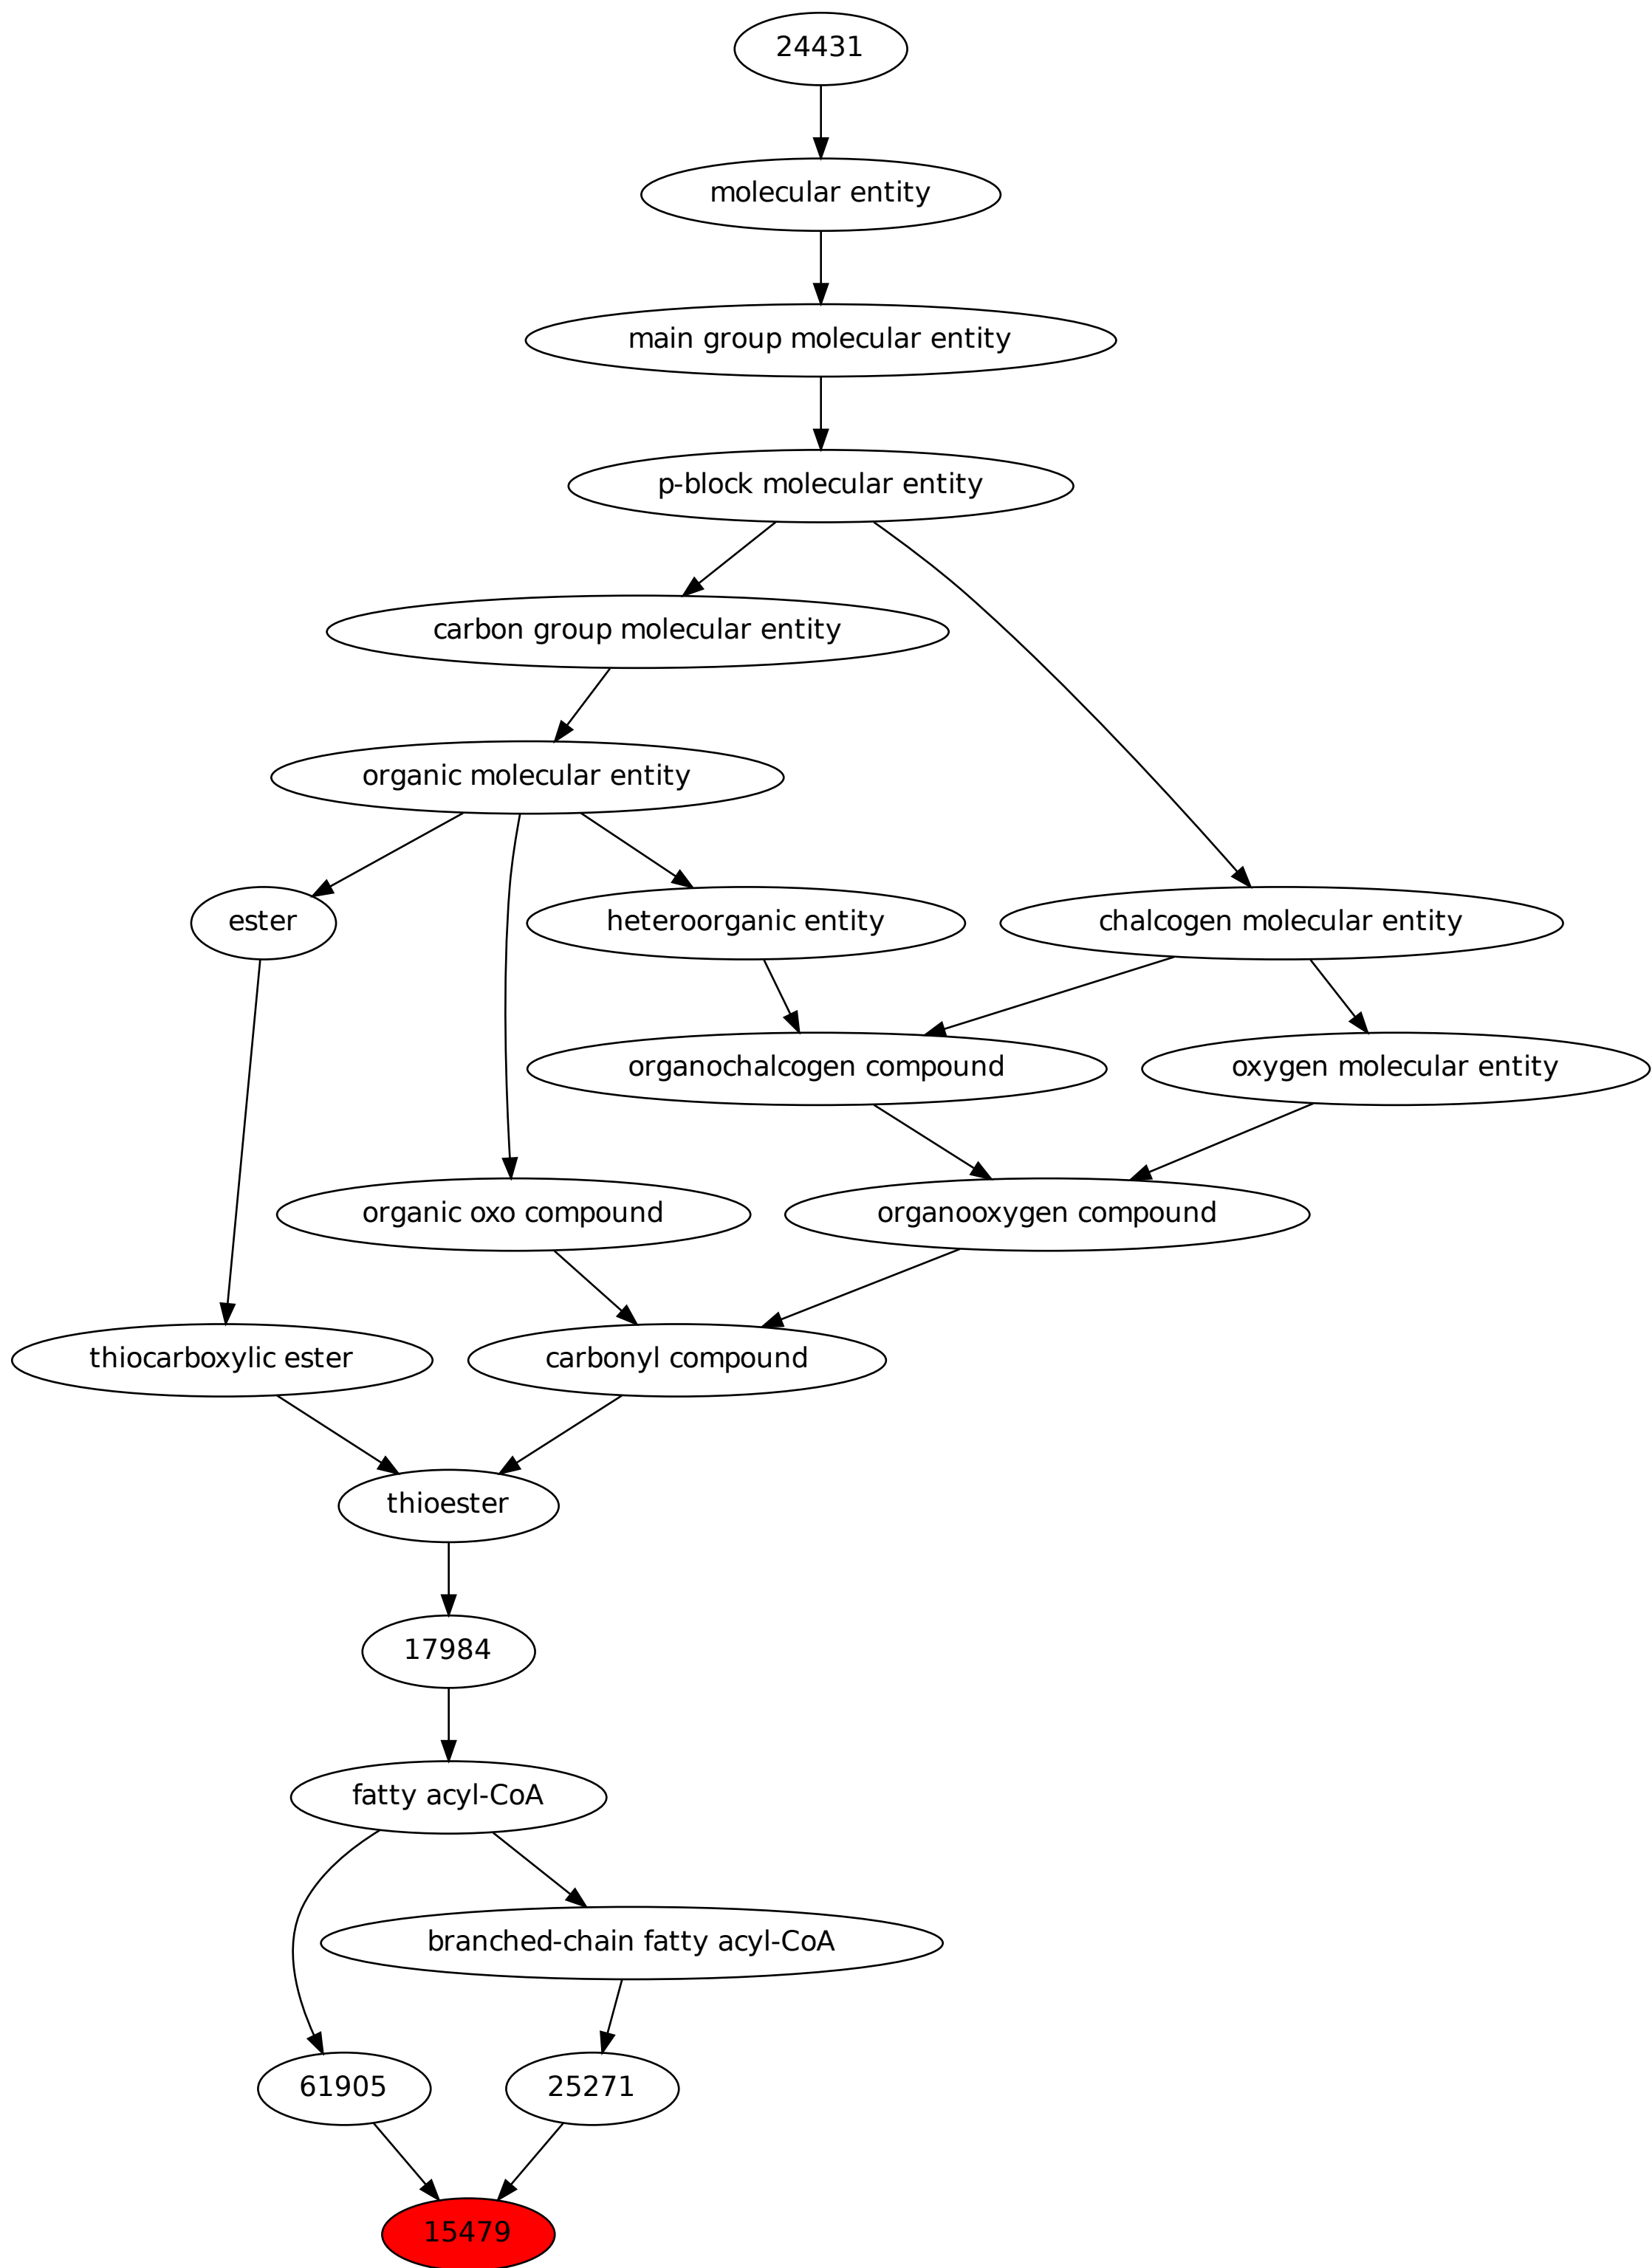 24431
molecular entity
main group molecular entity
p-block molecular entity
carbon group molecular entity
organic molecular entity
ester
heteroorganic entity
chalcogen molecular entity
organochalcogen compound
oxygen molecular entity
organic oxo compound
organooxygen compound
thiocarboxylic ester
carbonyl compound
thioester
17984
fatty acyl-CoA
branched-chain fatty acyl-CoA
61905
25271
15479